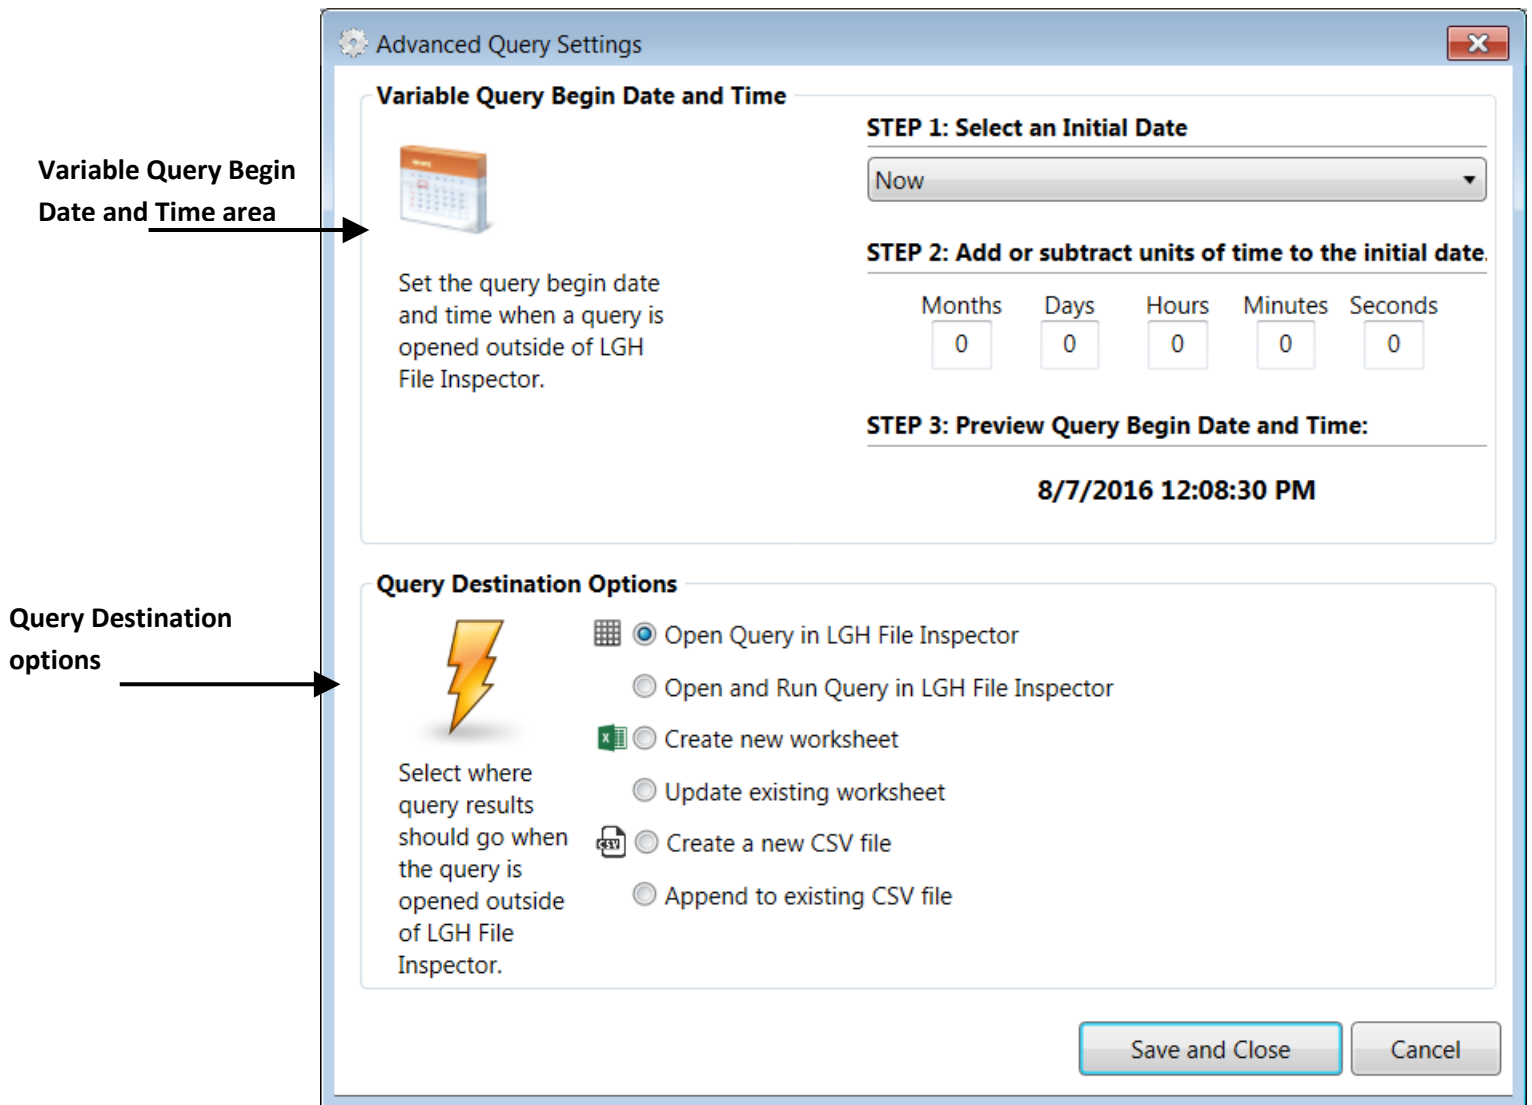 Advanced Query Settings
Variable Query Begin Date and Time
Variable Query Begin
Date and Time area
Set the query begin date
and time when a query is
opened outside of LGH
File Inspector.
STEP 1: Select an Initial Date
Now
STEP 2: Add or subtract units of time to the initial date.
Months Days Hours Minutes Seconds
0 0 0 0 0
STEP 3: Preview Query Begin Date and Time:
8/7/2016 12:08:30 PM
Query Destination Options
Query Destination
options
Select where
query results
should go when
the query is
opened outside
of LGH File
Inspector.
Open Query in LGH File Inspector
Open and Run Query in LGH File Inspector
Create new worksheet
Update existing worksheet
CSV
Create a new CSV file
Append to existing CSV file
Save and Close
Cancel